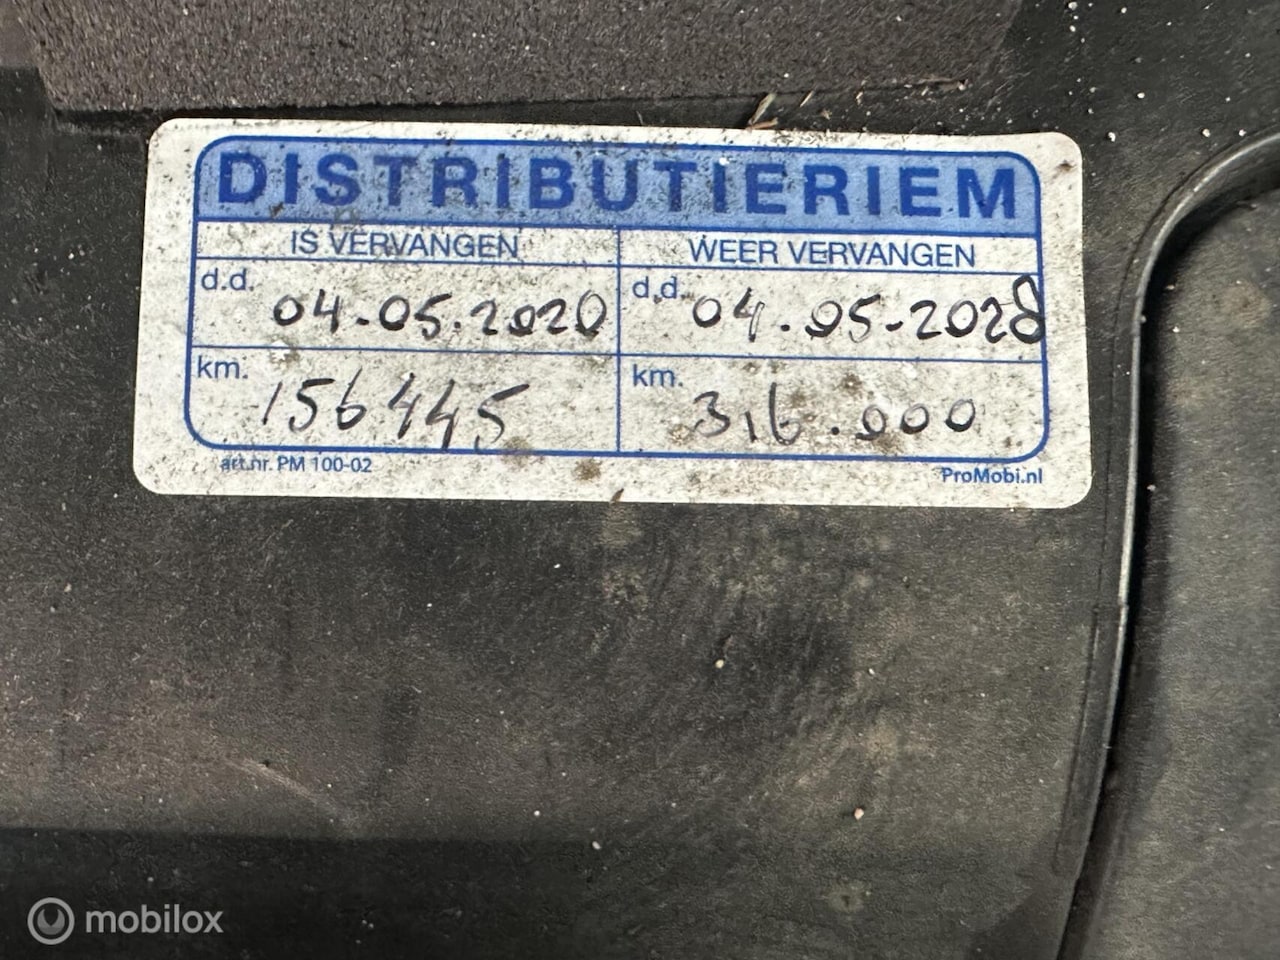 DISTRIBUTIERIEM
IS VERVANGEN WEER VERVANGEN
d.d. 04-05.2020 d.d. 04-05-2028
km. 156445 km. 316.000
art.nr. PM 100-02 ProMobi.nl
mobilox